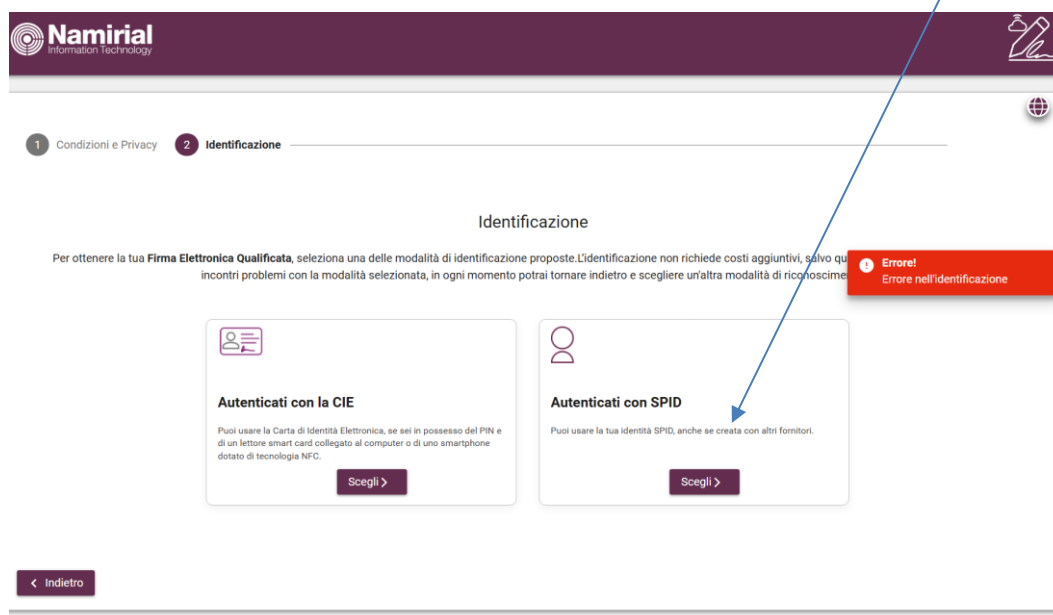 Namirial
Information Technology
1 Condizioni e Privacy 2 Identificazione
Identificazione
Per ottenere la tua Firma Elettronica Qualificata, seleziona una delle modalità di identificazione proposte.L'identificazione non richiede costi aggiuntivi, salvo qu
incontri problemi con la modalità selezionata, in ogni momento potrai tornare indietro e scegliere un'altra modalità di riconoscime
Errore!
Errore nell'identificazione
Autenticati con la CIE
Puoi usare la Carta di Identità Elettronica, se sei in possesso del PIN e
di un lettore smart card collegato al computer o di uno smartphone
dotato di tecnologia NFC.
Scegli
Autenticati con SPID
Puoi usare la tua identità SPID, anche se creata con altri fornitori.
Scegli
Indietro